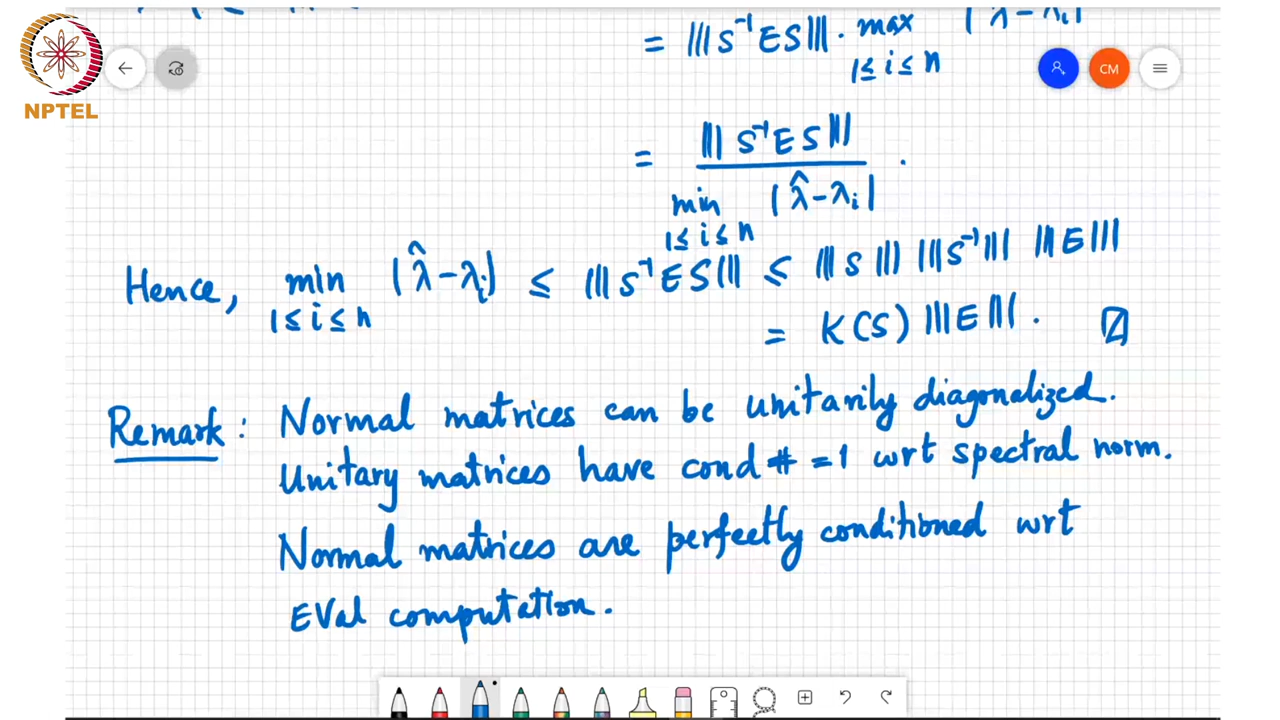 = ||| S⁻¹ES ||| · max |λ̂ - λᵢ|
1 ≤ i ≤ n
NPTEL
CM
= ||| S⁻¹ES ||| / min |λ̂ - λᵢ| .
1 ≤ i ≤ n
Hence, min |λ̂ - λᵢ| ≤ ||| S⁻¹ES ||| ≤ ||| S ||| ||| S⁻¹ ||| ||| E |||
1 ≤ i ≤ n
= K(S) ||| E ||| .
Remark : Normal matrices can be unitarily diagonalized.
Unitary matrices have cond # = 1 wrt spectral norm.
Normal matrices are perfectly conditioned wrt
EVal computation.